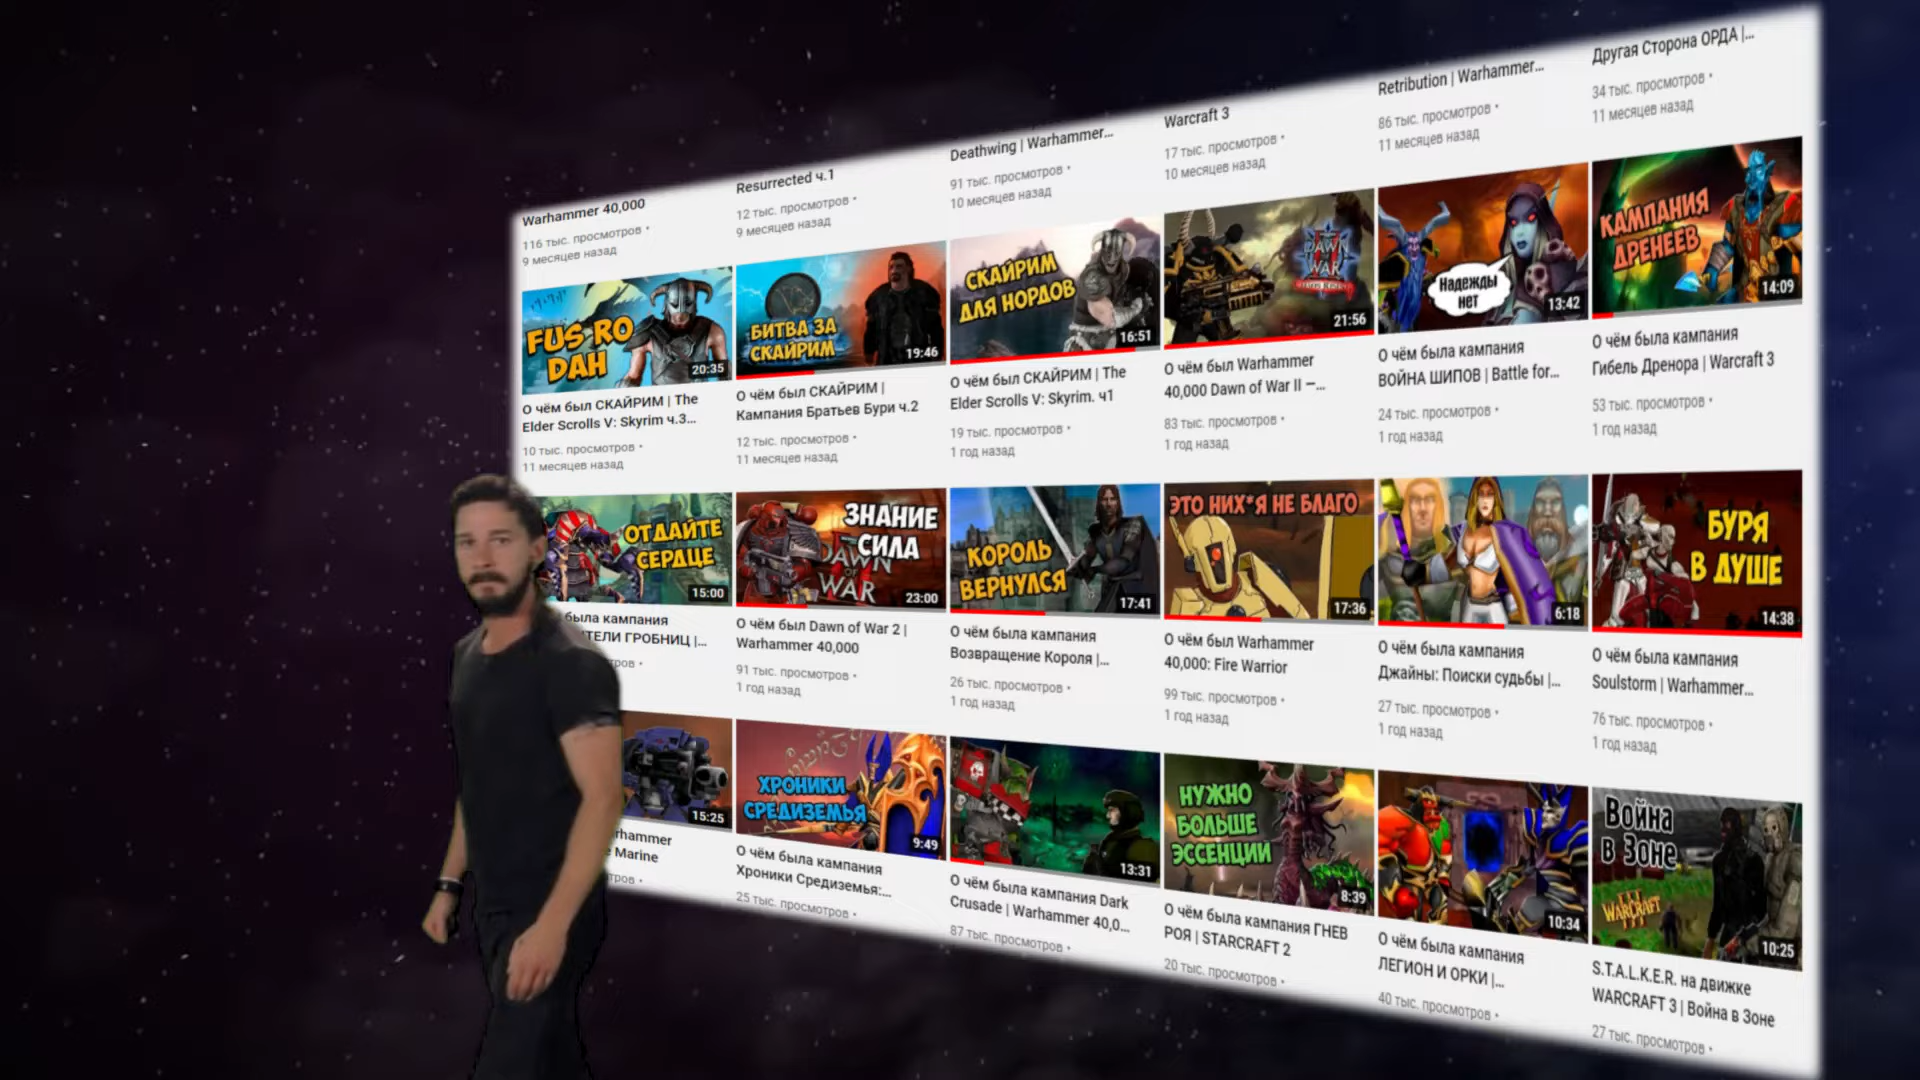 Warhammer 40,000
116 тыс. просмотров •
9 месяцев назад
Resurrected ч.1
12 тыс. просмотров •
9 месяцев назад
Deathwing | Warhammer...
91 тыс. просмотров •
10 месяцев назад
Warcraft 3
17 тыс. просмотров •
10 месяцев назад
Retribution | Warhammer...
86 тыс. просмотров •
11 месяцев назад
Другая Сторона ОРДА |...
34 тыс. просмотров •
11 месяцев назад
FUS RO
DAH
20:35
О чём был СКАЙРИМ | The
Elder Scrolls V: Skyrim ч.3...
10 тыс. просмотров •
11 месяцев назад
БИТВА ЗА
СКАЙРИМ
19:46
О чём был СКАЙРИМ |
Кампания Братьев Бури ч.2
12 тыс. просмотров •
11 месяцев назад
СКАЙРИМ
ДЛЯ НОРДОВ
16:51
О чём был СКАЙРИМ | The
Elder Scrolls V: Skyrim. ч1
19 тыс. просмотров •
1 год назад
DAWN
OF
WAR
21:56
О чём был Warhammer
40,000 Dawn of War II —...
83 тыс. просмотров •
1 год назад
Надежды
нет
13:42
О чём была кампания
ВОЙНА ШИПОВ | Battle for...
24 тыс. просмотров •
1 год назад
КАМПАНИЯ
ДРЕНЕЕВ
14:09
О чём была кампания
Гибель Дренора | Warcraft 3
53 тыс. просмотров •
1 год назад
ОТДАЙТЕ
СЕРДЦЕ
15:00
была кампания
ТЕЛИ ГРОБНИЦ |...
ров •
ЗНАНИЕ
СИЛА
DAWN
OF
WAR
23:00
О чём был Dawn of War 2 |
Warhammer 40,000
91 тыс. просмотров •
1 год назад
КОРОЛЬ
ВЕРНУЛСЯ
17:41
О чём была кампания
Возвращение Короля |...
26 тыс. просмотров •
1 год назад
ЭТО НИХ*Я НЕ БЛАГО
17:36
О чём был Warhammer
40,000: Fire Warrior
99 тыс. просмотров •
1 год назад
6:18
О чём была кампания
Джайны: Поиски судьбы |...
27 тыс. просмотров •
1 год назад
БУРЯ
В ДУШЕ
14:38
О чём была кампания
Soulstorm | Warhammer...
76 тыс. просмотров •
1 год назад
15:25
rhammer
e Marine
ров •
ХРОНИКИ
СРЕДИЗЕМЬЯ
9:49
О чём была кампания
Хроники Средиземья:...
25 тыс. просмотров •
13:31
О чём была кампания Dark
Crusade | Warhammer 40,0...
87 тыс. просмотров •
НУЖНО
БОЛЬШЕ
ЭССЕНЦИИ
8:39
О чём была кампания ГНЕВ
РОЯ | STARCRAFT 2
20 тыс. просмотров •
10:34
О чём была кампания
ЛЕГИОН И ОРКИ |...
40 тыс. просмотров •
Война
в Зоне
WARCRAFT
III
10:25
S.T.A.L.K.E.R. на движке
WARCRAFT 3 | Война в Зоне
27 тыс. просмотров •